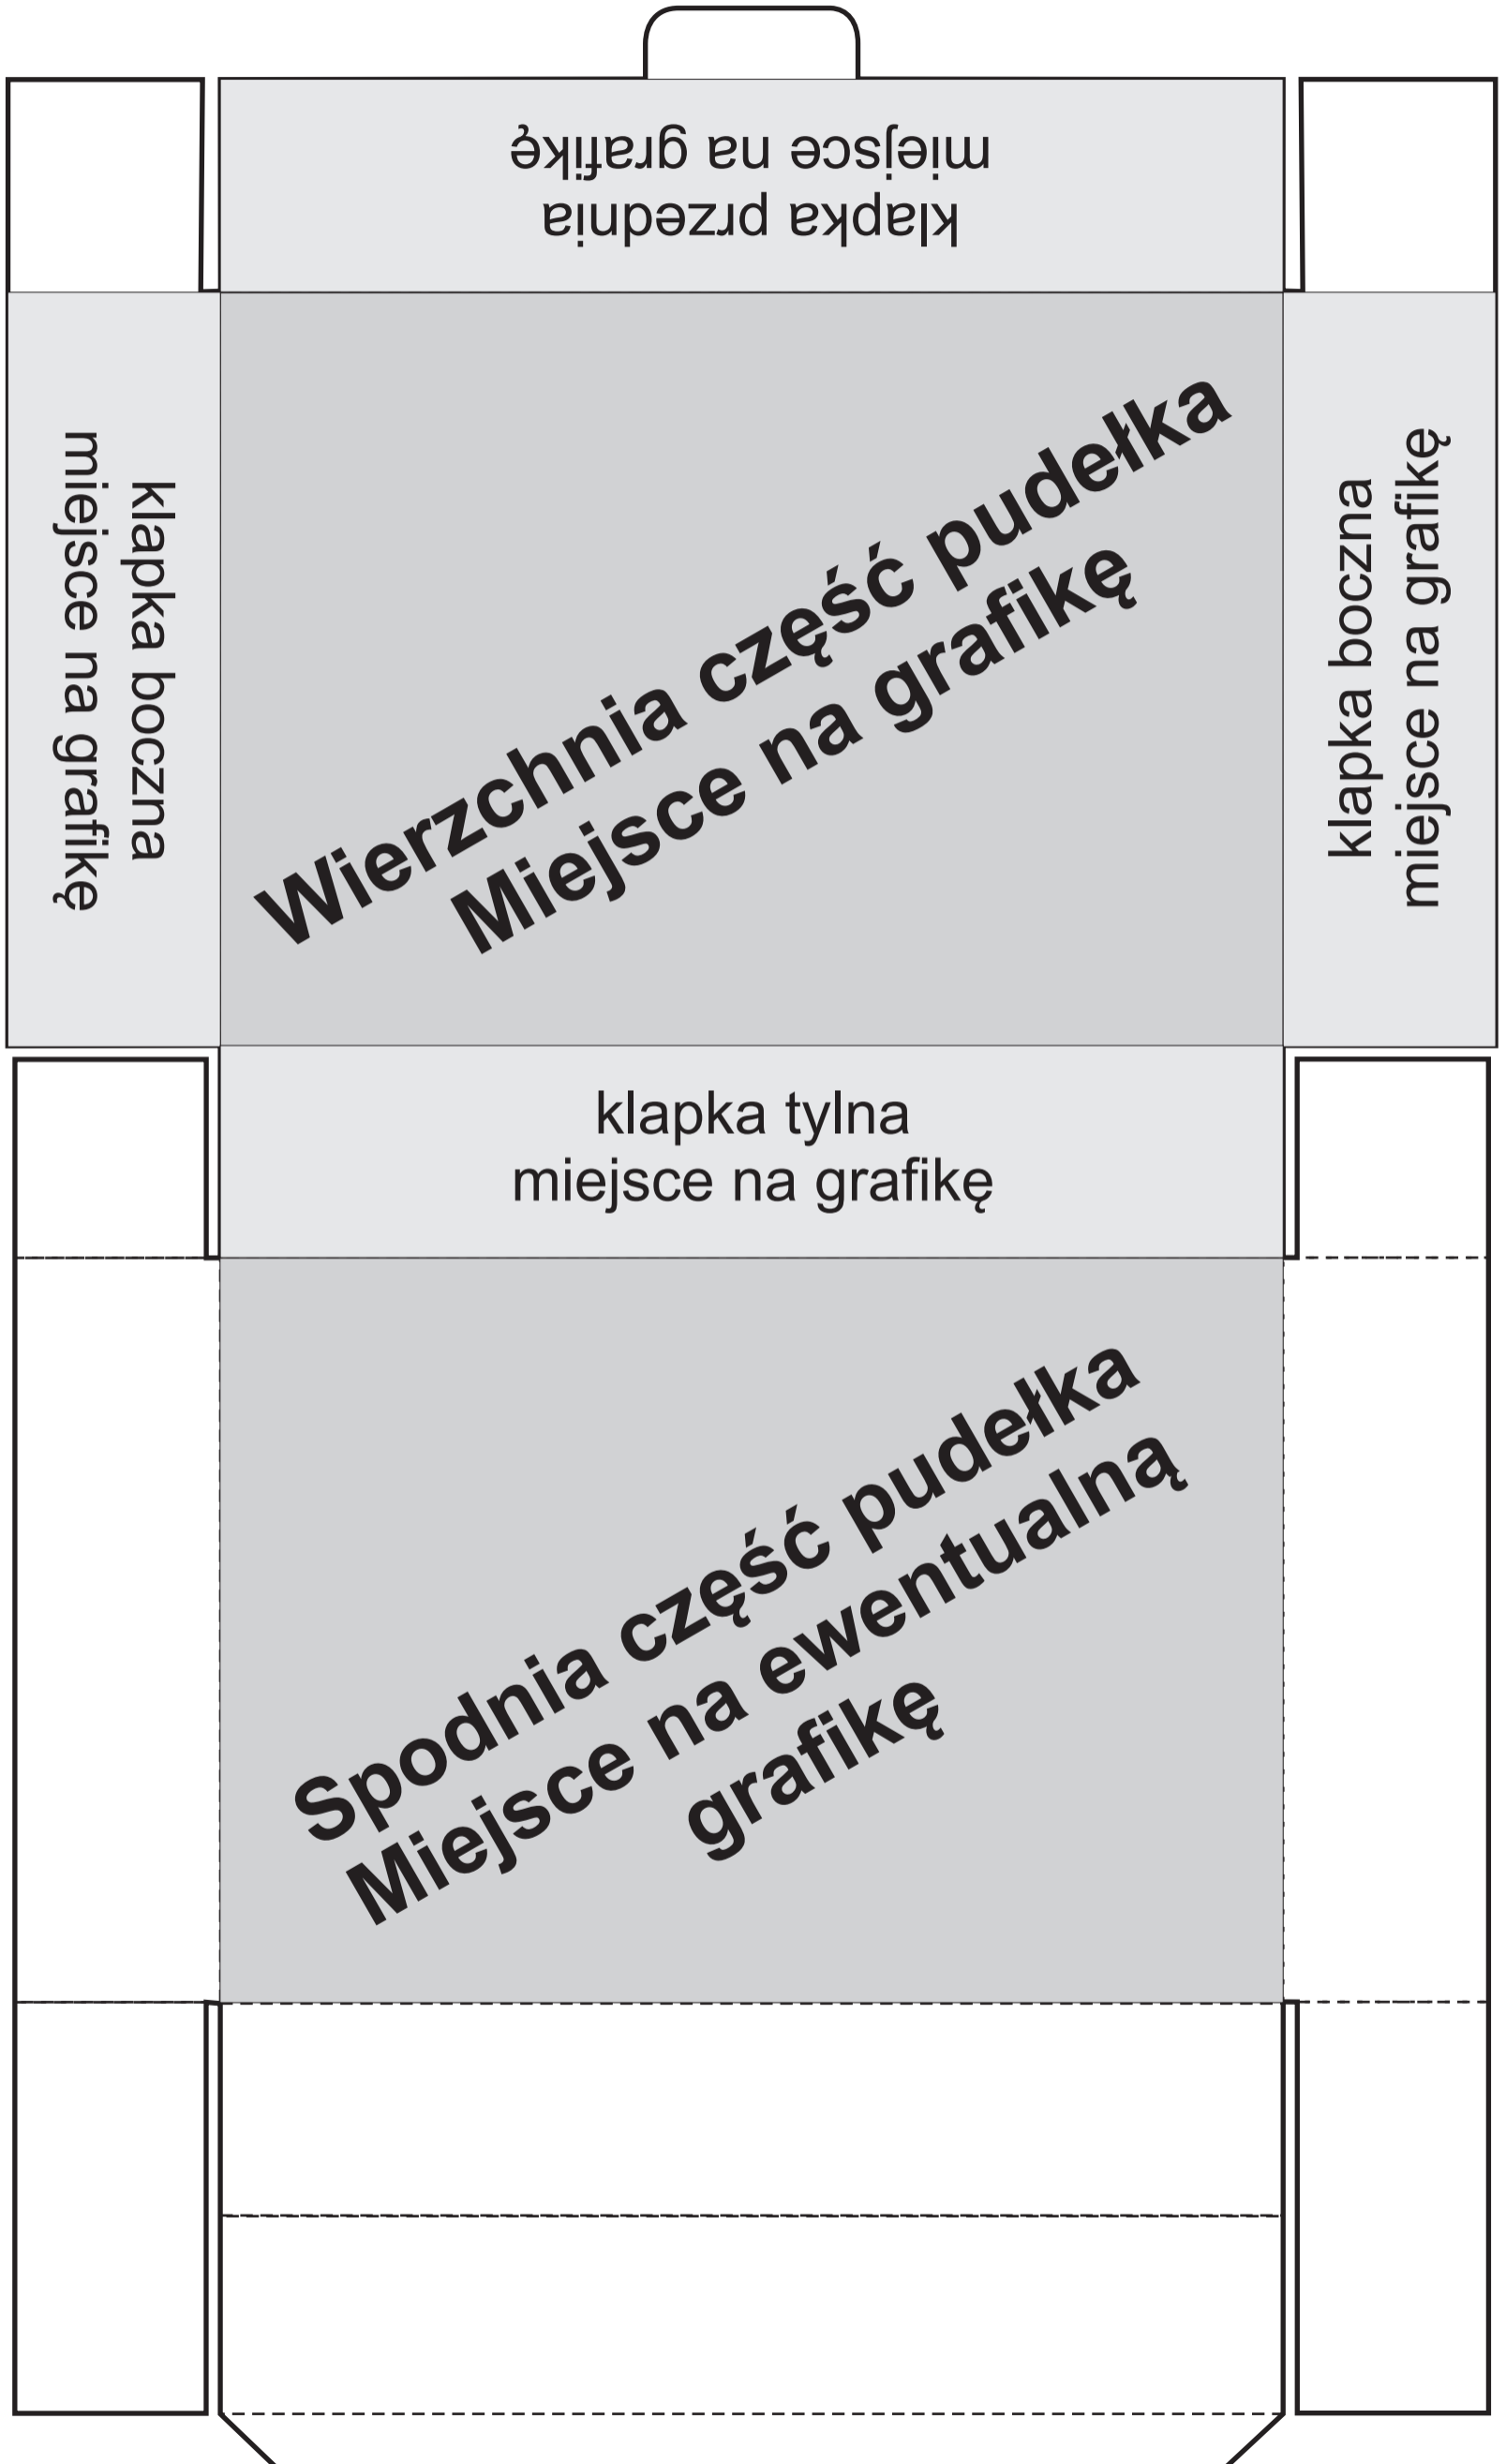 klapka przednia
miejsce na grafikę
klapka boczna
miejsce na grafikę
Wierzchnia część pudełka
Miejsce na grafikę
klapka boczna
miejsce na grafikę
klapka tylna
miejsce na grafikę
Spodnia część pudełka
Miejsce na ewentualną
grafikę